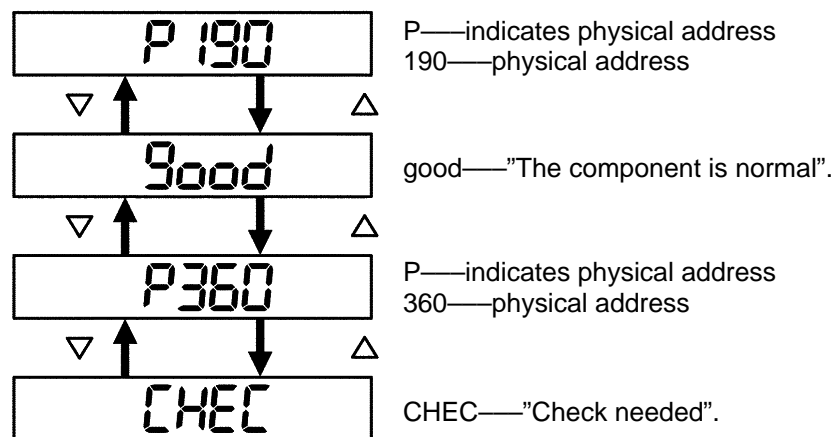 P 190
P——indicates physical address
190——physical address
▽ △
good
good——”The component is normal”.
▽ △
P360
P——indicates physical address
360——physical address
▽ △
CHEC
CHEC——"Check needed".